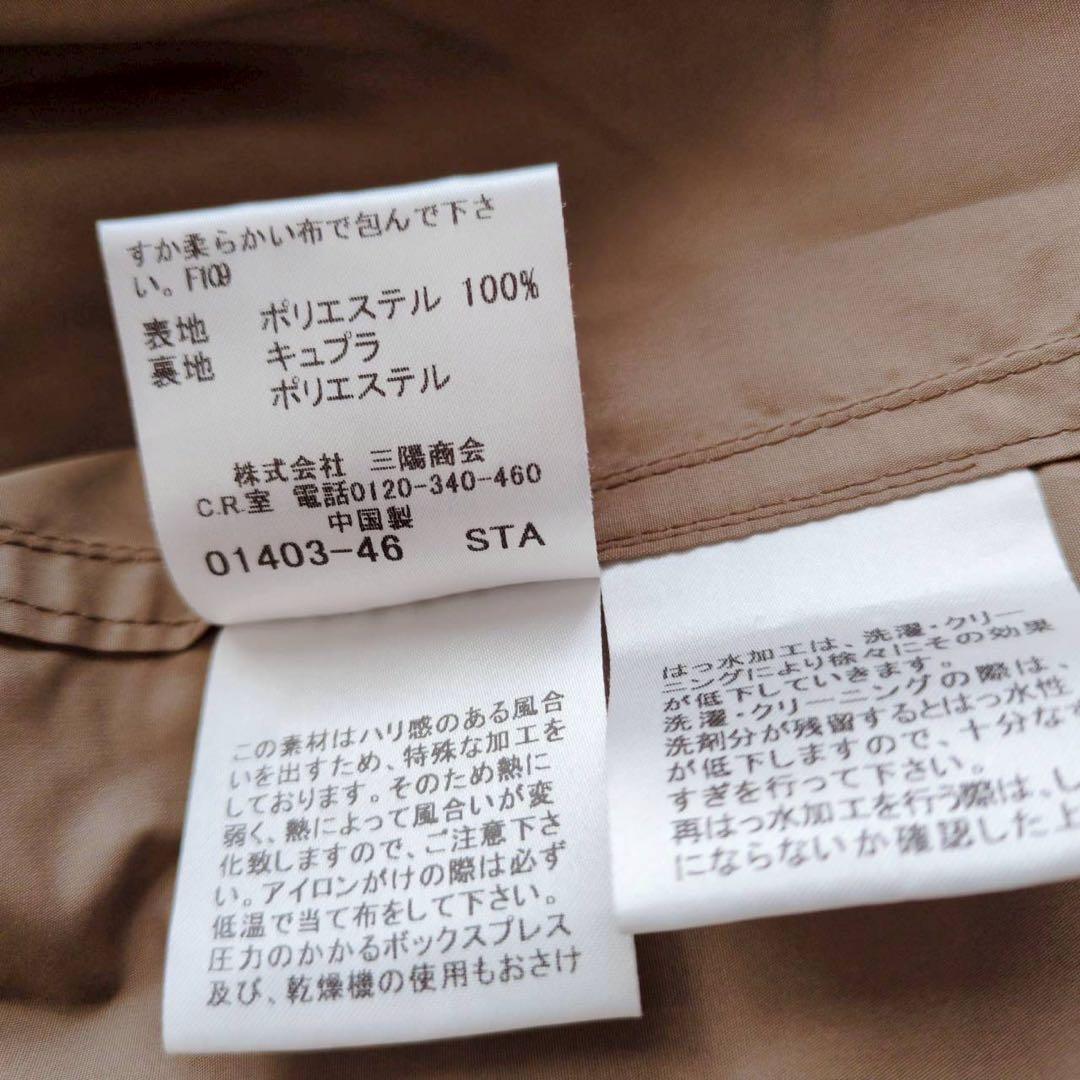 すか柔らかい布で包んで下さ
い。F109
表地 ポリエステル 100%
裏地 キュプラ
ポリエステル
株式会社 三陽商会
C.R.室 電話0120-340-460
中国製
01403-46 STA
この素材はハリ感のある風合
いを出すため、特殊な加工を
しております。そのため熱に
弱く、熱によって風合いが変
化致しますので、ご注意下さ
い。アイロンがけの際は必ず
低温で当て布をして下さい。
圧力のかかるボックスプレス
及び、乾燥機の使用もおさけ
はっ水加工は、洗濯・クリー
ニングにより徐々にその効果
が低下していきます。
洗濯・クリーニングの際は、
洗剤分が残留するとはっ水性
が低下しますので、十分なす
すぎを行って下さい。
再はっ水加工を行う際は、し
にならないか確認した上